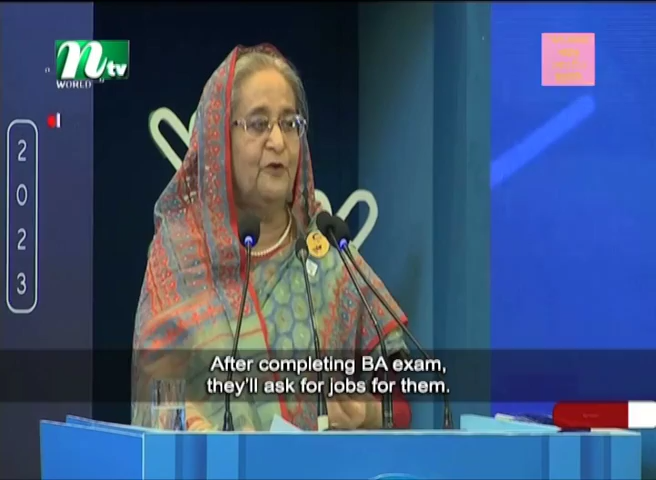 ntv
WORLD
2
0
2
3
After completing BA exam,
they'll ask for jobs for them.